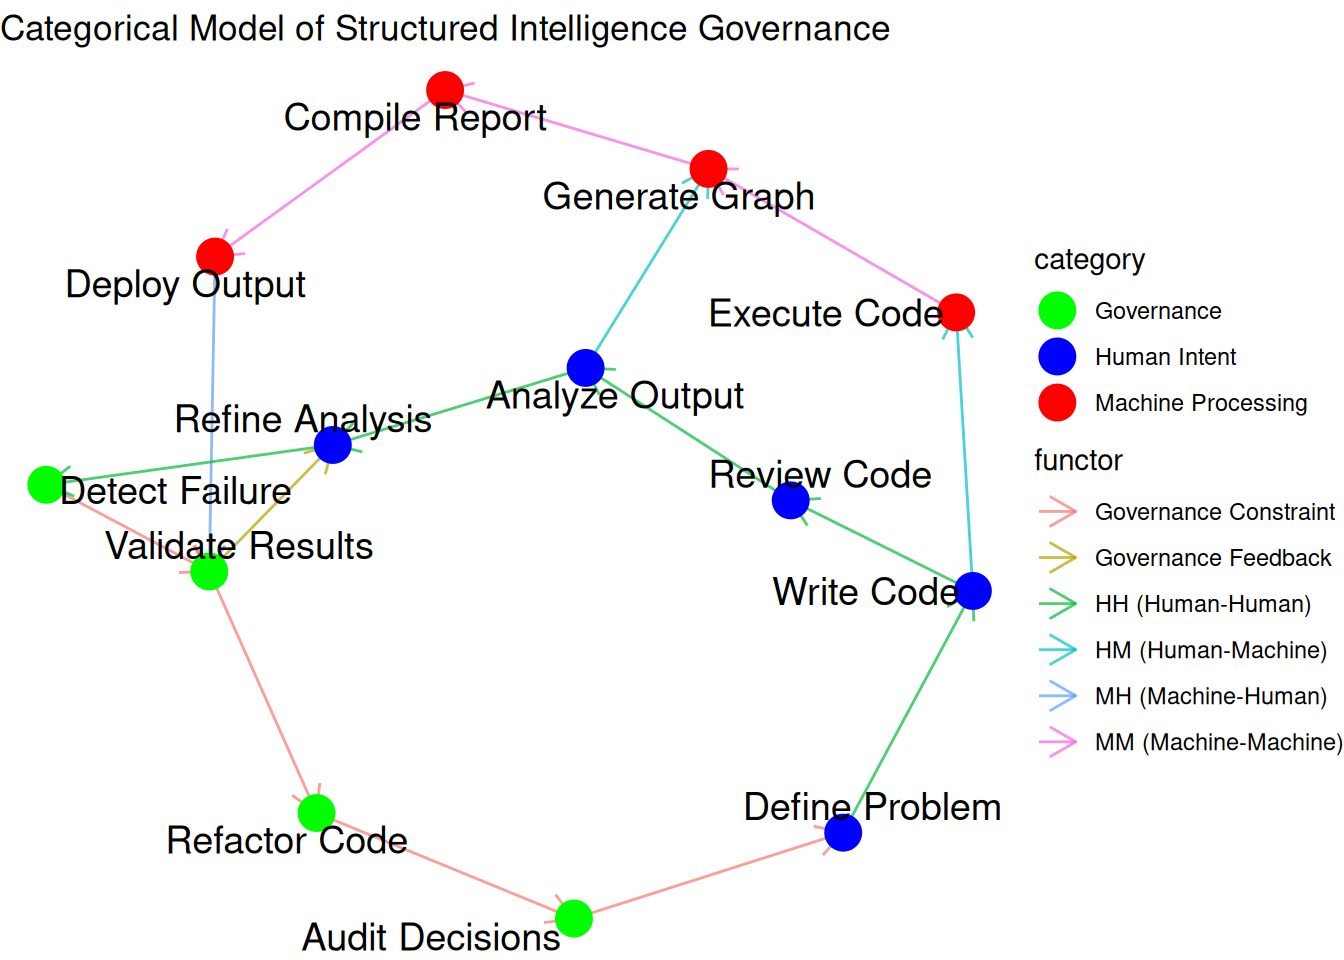 Categorical Model of Structured Intelligence Governance
Compile Report
Generate Graph
Deploy Output
Execute Code
Analyze Output
Refine Analysis
Review Code
Detect Failure
Validate Results
Write Code
Define Problem
Refactor Code
Audit Decisions
category
Governance
Human Intent
Machine Processing
functor
Governance Constraint
Governance Feedback
HH (Human-Human)
HM (Human-Machine)
MH (Machine-Human)
MM (Machine-Machine)